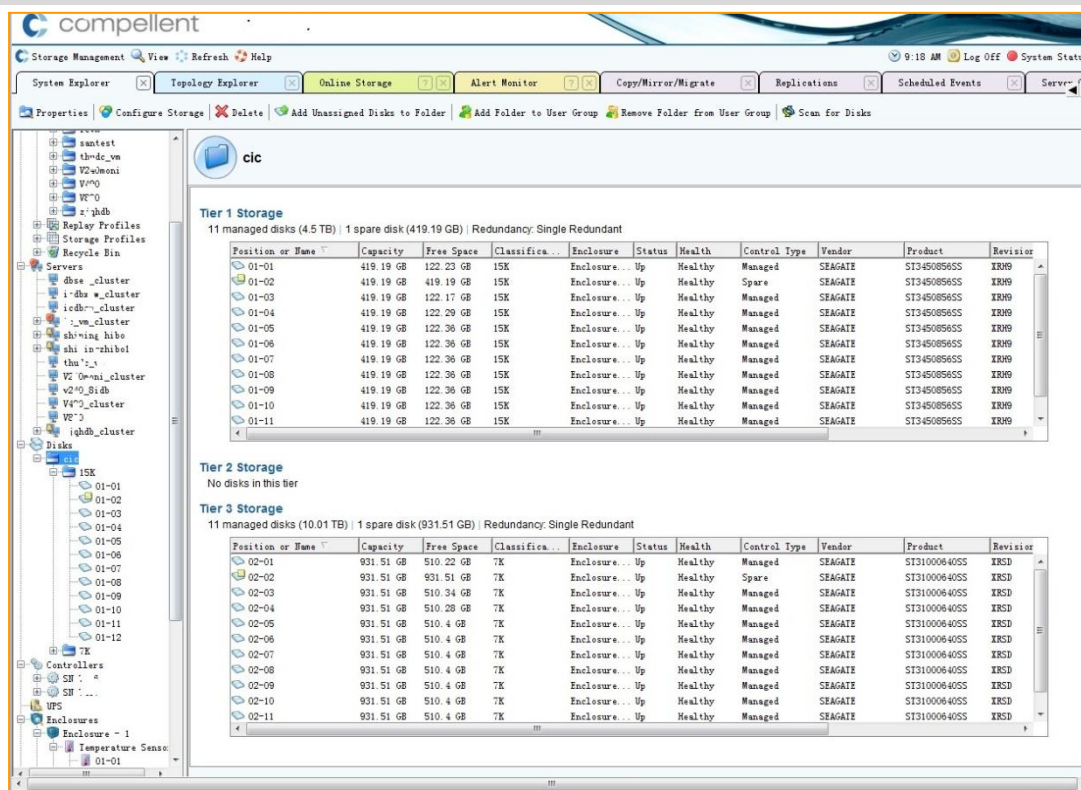 compellent
Storage Management View Refresh Help 9:18 AM Log Off System Statu
System Explorer Topology Explorer Online Storage Alert Monitor Copy/Mirror/Migrate Replications Scheduled Events Server
Properties Configure Storage Delete Add Unassigned Disks to Folder Add Folder to User Group Remove Folder from User Group Scan for Disks
santest
Replay Profiles
Storage Profiles
Recycle Bin
Servers
_cluster
_cluster
_cluster
_vm_cluster
_cluster
_cluster
_cluster
Disks
cic
15K
01-01
01-02
01-03
01-04
01-05
01-06
01-07
01-08
01-09
01-10
01-11
01-12
7K
Controllers
SN
SN
UPS
Enclosures
Enclosure - 1
Temperature Senso
01-01
cic
Tier 1 Storage
11 managed disks (4.5 TB) | 1 spare disk (419.19 GB) | Redundancy: Single Redundant
Position or Name Capacity Free Space Classifica... Enclosure Status Health Control Type Vendor Product Revision
01-01 419.19 GB 122.23 GB 15K Enclosure... Up Healthy Managed SEAGATE ST3450856SS XRH9
01-02 419.19 GB 419.19 GB 15K Enclosure... Up Healthy Spare SEAGATE ST3450856SS XRH9
01-03 419.19 GB 122.17 GB 15K Enclosure... Up Healthy Managed SEAGATE ST3450856SS XRH9
01-04 419.19 GB 122.29 GB 15K Enclosure... Up Healthy Managed SEAGATE ST3450856SS XRH9
01-05 419.19 GB 122.36 GB 15K Enclosure... Up Healthy Managed SEAGATE ST3450856SS XRH9
01-06 419.19 GB 122.36 GB 15K Enclosure... Up Healthy Managed SEAGATE ST3450856SS XRH9
01-07 419.19 GB 122.36 GB 15K Enclosure... Up Healthy Managed SEAGATE ST3450856SS XRH9
01-08 419.19 GB 122.36 GB 15K Enclosure... Up Healthy Managed SEAGATE ST3450856SS XRH9
01-09 419.19 GB 122.36 GB 15K Enclosure... Up Healthy Managed SEAGATE ST3450856SS XRH9
01-10 419.19 GB 122.36 GB 15K Enclosure... Up Healthy Managed SEAGATE ST3450856SS XRH9
01-11 419.19 GB 122.36 GB 15K Enclosure... Up Healthy Managed SEAGATE ST3450856SS XRH9
Tier 2 Storage
No disks in this tier
Tier 3 Storage
11 managed disks (10.01 TB) | 1 spare disk (931.51 GB) | Redundancy: Single Redundant
Position or Name Capacity Free Space Classifica... Enclosure Status Health Control Type Vendor Product Revision
02-01 931.51 GB 510.22 GB 7K Enclosure... Up Healthy Managed SEAGATE ST31000640SS XRSD
02-02 931.51 GB 931.51 GB 7K Enclosure... Up Healthy Spare SEAGATE ST31000640SS XRSD
02-03 931.51 GB 510.34 GB 7K Enclosure... Up Healthy Managed SEAGATE ST31000640SS XRSD
02-04 931.51 GB 510.28 GB 7K Enclosure... Up Healthy Managed SEAGATE ST31000640SS XRSD
02-05 931.51 GB 510.4 GB 7K Enclosure... Up Healthy Managed SEAGATE ST31000640SS XRSD
02-06 931.51 GB 510.4 GB 7K Enclosure... Up Healthy Managed SEAGATE ST31000640SS XRSD
02-07 931.51 GB 510.4 GB 7K Enclosure... Up Healthy Managed SEAGATE ST31000640SS XRSD
02-08 931.51 GB 510.4 GB 7K Enclosure... Up Healthy Managed SEAGATE ST31000640SS XRSD
02-09 931.51 GB 510.4 GB 7K Enclosure... Up Healthy Managed SEAGATE ST31000640SS XRSD
02-10 931.51 GB 510.4 GB 7K Enclosure... Up Healthy Managed SEAGATE ST31000640SS XRSD
02-11 931.51 GB 510.4 GB 7K Enclosure... Up Healthy Managed SEAGATE ST31000640SS XRSD